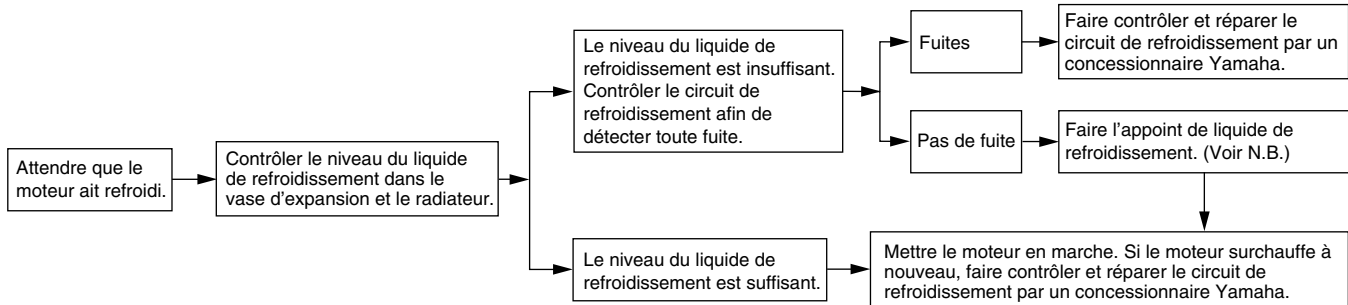 Attendre que le
moteur ait refroidi.
Contrôler le niveau du liquide
de refroidissement dans le
vase d'expansion et le radiateur.
Le niveau du liquide de
refroidissement est insuffisant.
Contrôler le circuit de
refroidissement afin de
détecter toute fuite.
Fuites
Faire contrôler et réparer le
circuit de refroidissement par un
concessionnaire Yamaha.
Pas de fuite
Faire l'appoint de liquide de
refroidissement. (Voir N.B.)
Le niveau du liquide de
refroidissement est suffisant.
Mettre le moteur en marche. Si le moteur surchauffe à
nouveau, faire contrôler et réparer le circuit de
refroidissement par un concessionnaire Yamaha.